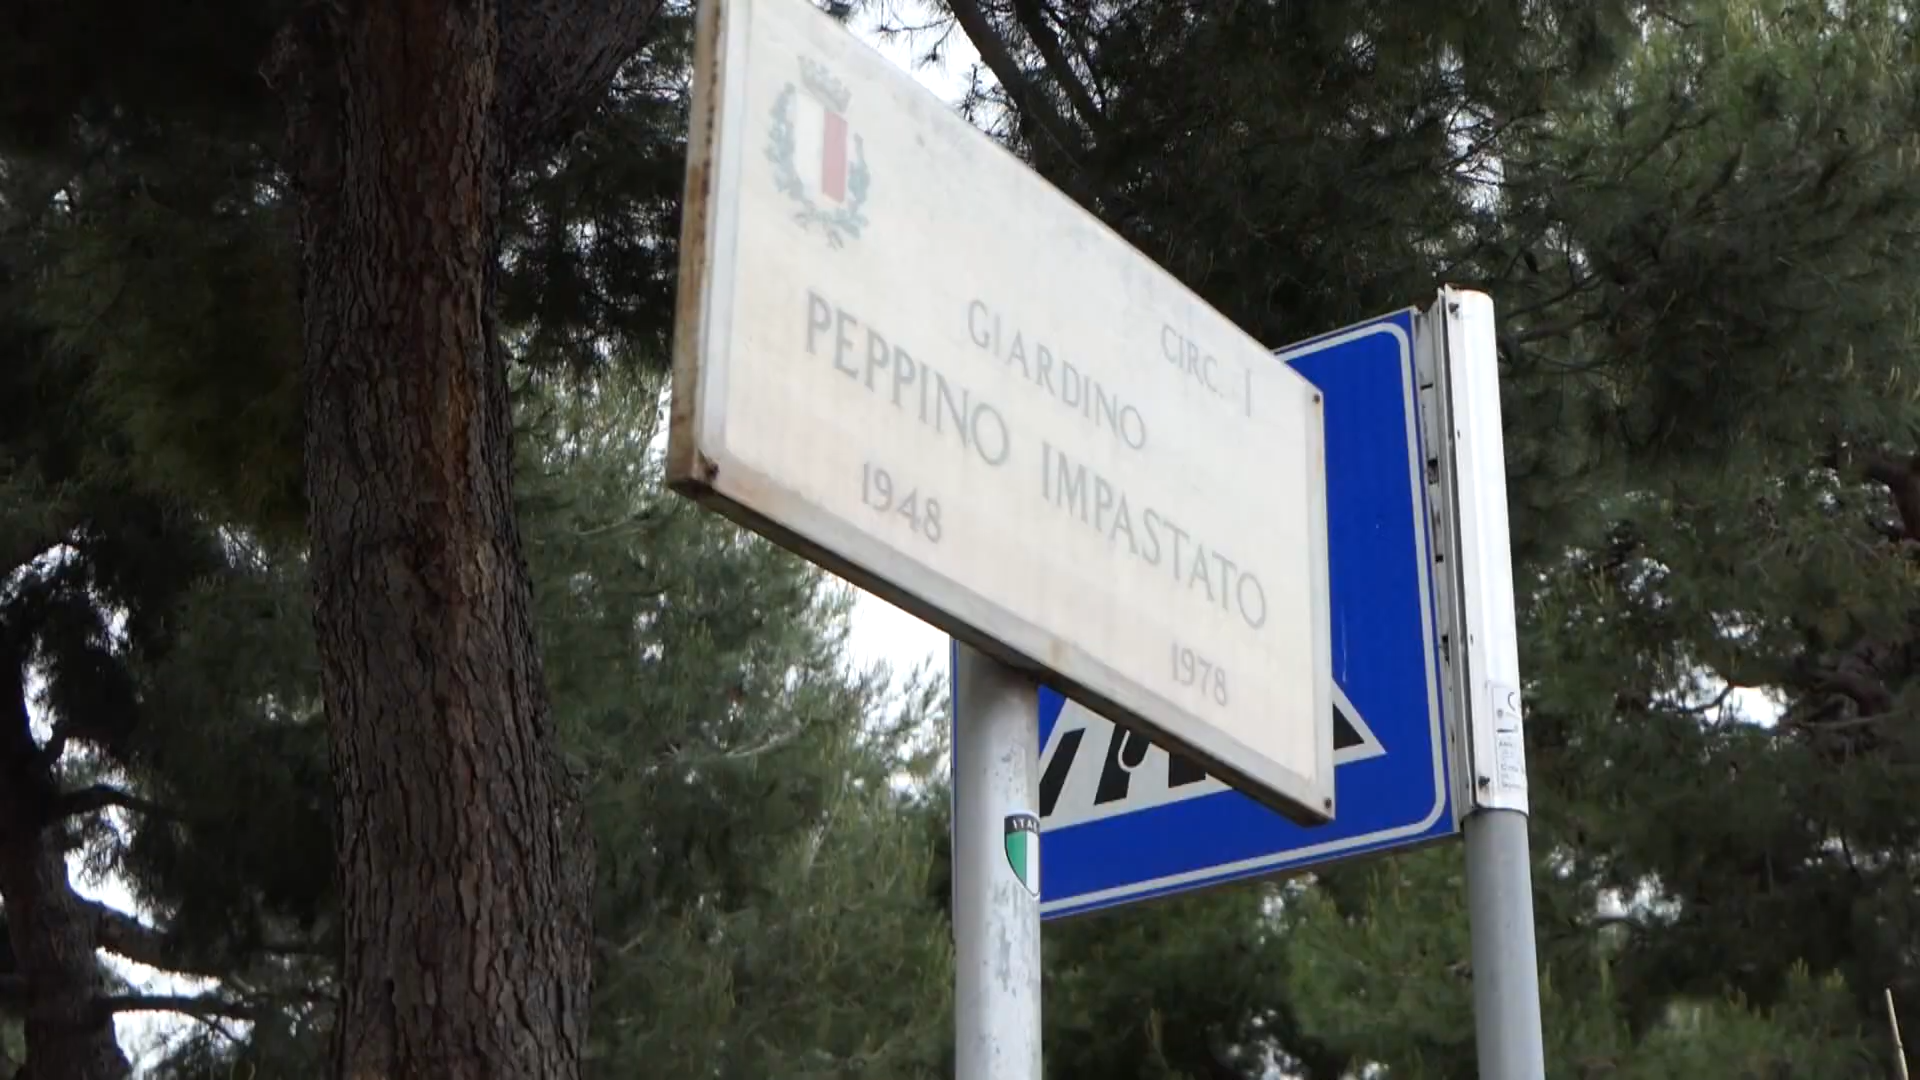 CIRC. I
GIARDINO
PEPPINO IMPASTATO
1948 1978